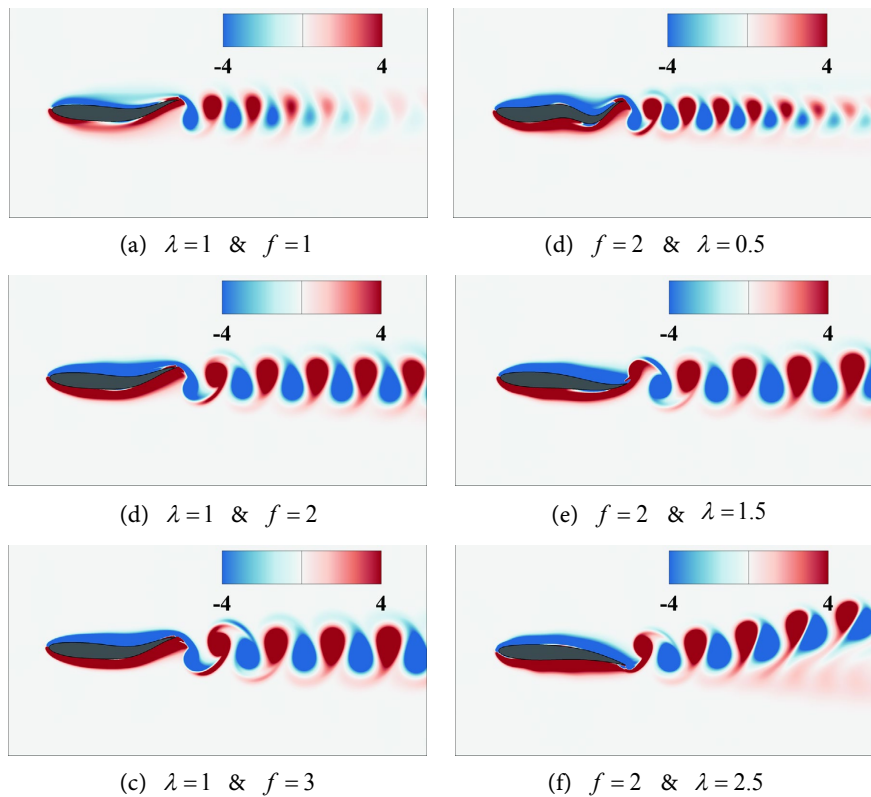 -4 4
-4 4
(a) λ = 1 & f = 1
(d) f = 2 & λ = 0.5
-4 4
-4 4
(d) λ = 1 & f = 2
(e) f = 2 & λ = 1.5
-4 4
-4 4
(c) λ = 1 & f = 3
(f) f = 2 & λ = 2.5